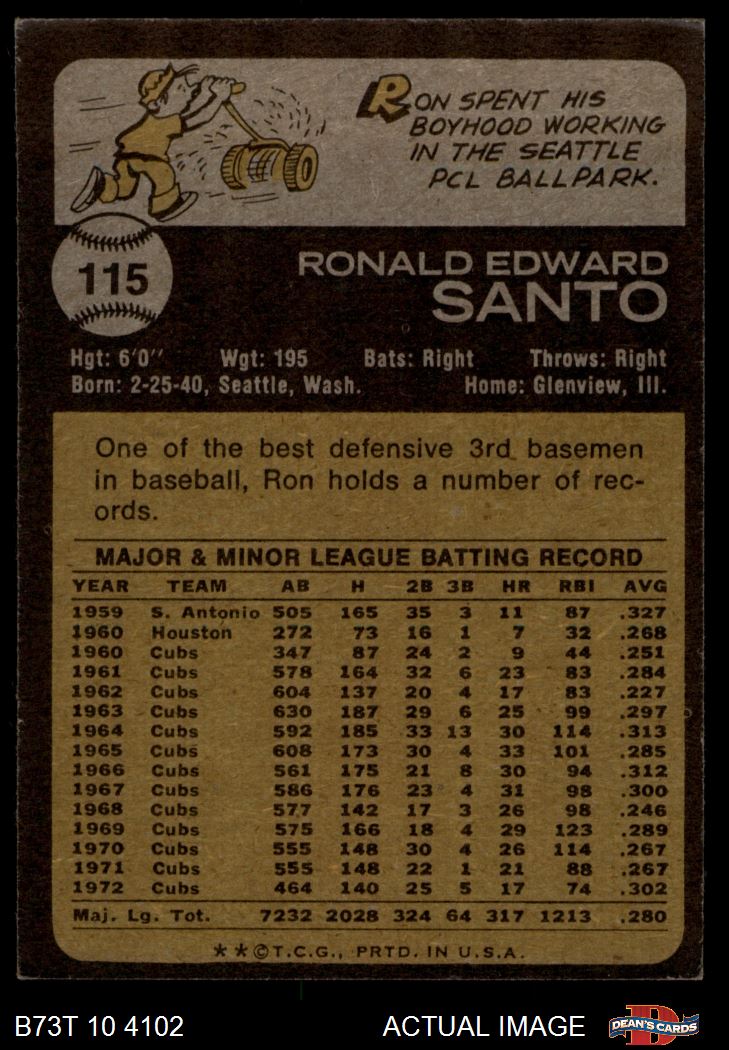 RON SPENT HIS
BOYHOOD WORKING
IN THE SEATTLE
PCL BALLPARK.
115
RONALD EDWARD
SANTO
Hgt: 6'0'' Wgt: 195 Bats: Right Throws: Right
Born: 2-25-40, Seattle, Wash. Home: Glenview, Ill.
One of the best defensive 3rd basemen
in baseball, Ron holds a number of rec-
ords.
MAJOR & MINOR LEAGUE BATTING RECORD
YEAR TEAM AB H 2B 3B HR RBI AVG
1959 S. Antonio 505 165 35 3 11 87 .327
1960 Houston 272 73 16 1 7 32 .268
1960 Cubs 347 87 24 2 9 44 .251
1961 Cubs 578 164 32 6 23 83 .284
1962 Cubs 604 137 20 4 17 83 .227
1963 Cubs 630 187 29 6 25 99 .297
1964 Cubs 592 185 33 13 30 114 .313
1965 Cubs 608 173 30 4 33 101 .285
1966 Cubs 561 175 21 8 30 94 .312
1967 Cubs 586 176 23 4 31 98 .300
1968 Cubs 577 142 17 3 26 98 .246
1969 Cubs 575 166 18 4 29 123 .289
1970 Cubs 555 148 30 4 26 114 .267
1971 Cubs 555 148 22 1 21 88 .267
1972 Cubs 464 140 25 5 17 74 .302
Maj. Lg. Tot. 7232 2028 324 64 317 1213 .280
**©T.C.G., PRTD. IN U.S.A.
B73T 10 4102 ACTUAL IMAGE DEAN'S CARDS